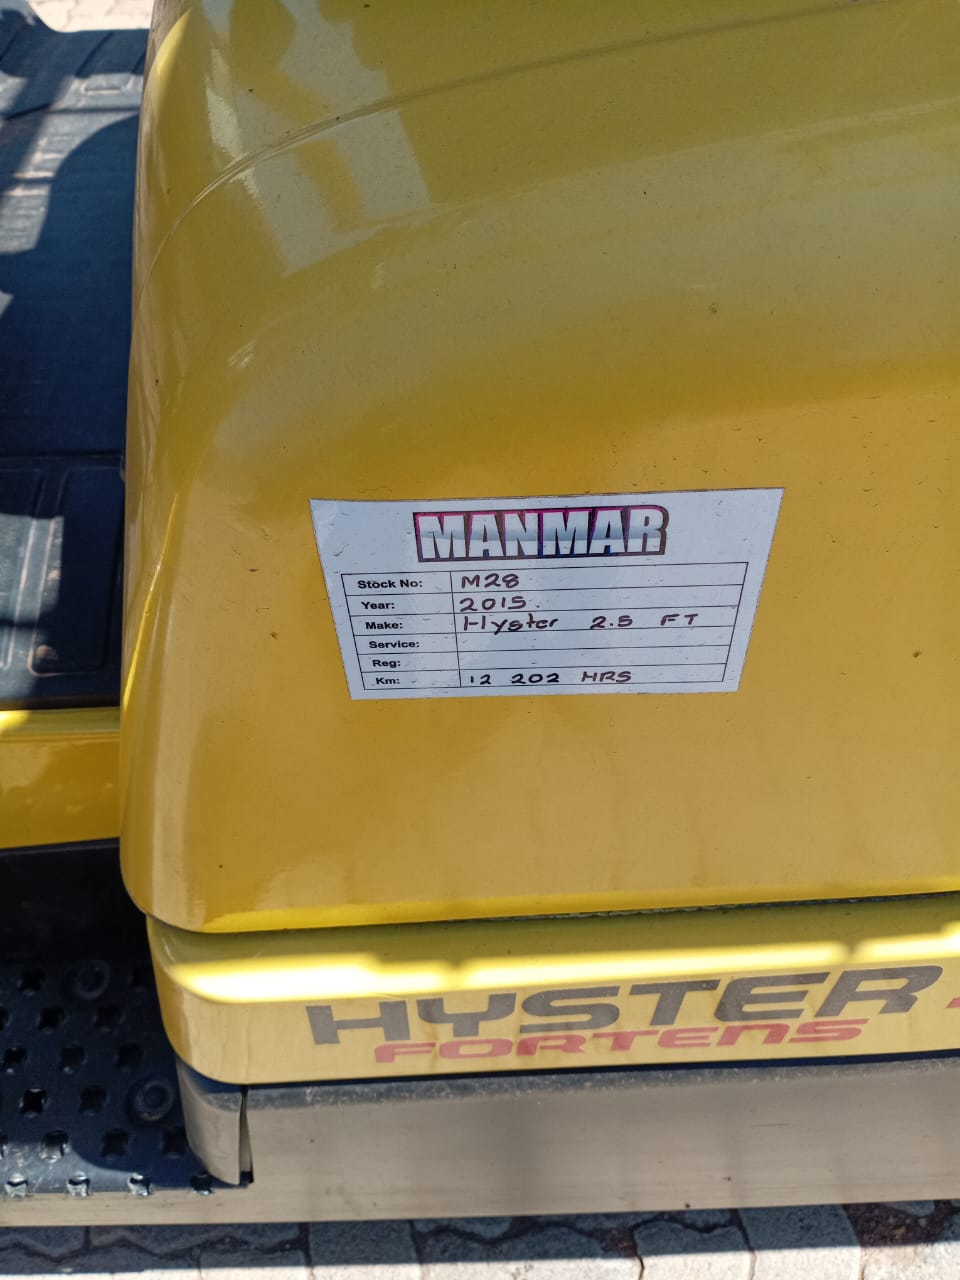 MANMAR
Stock No: M28
Year: 2015.
Make: Hyster 2.5 FT
Service:
Reg:
Km: 12 202 HRS
HYSTER
FORTENS